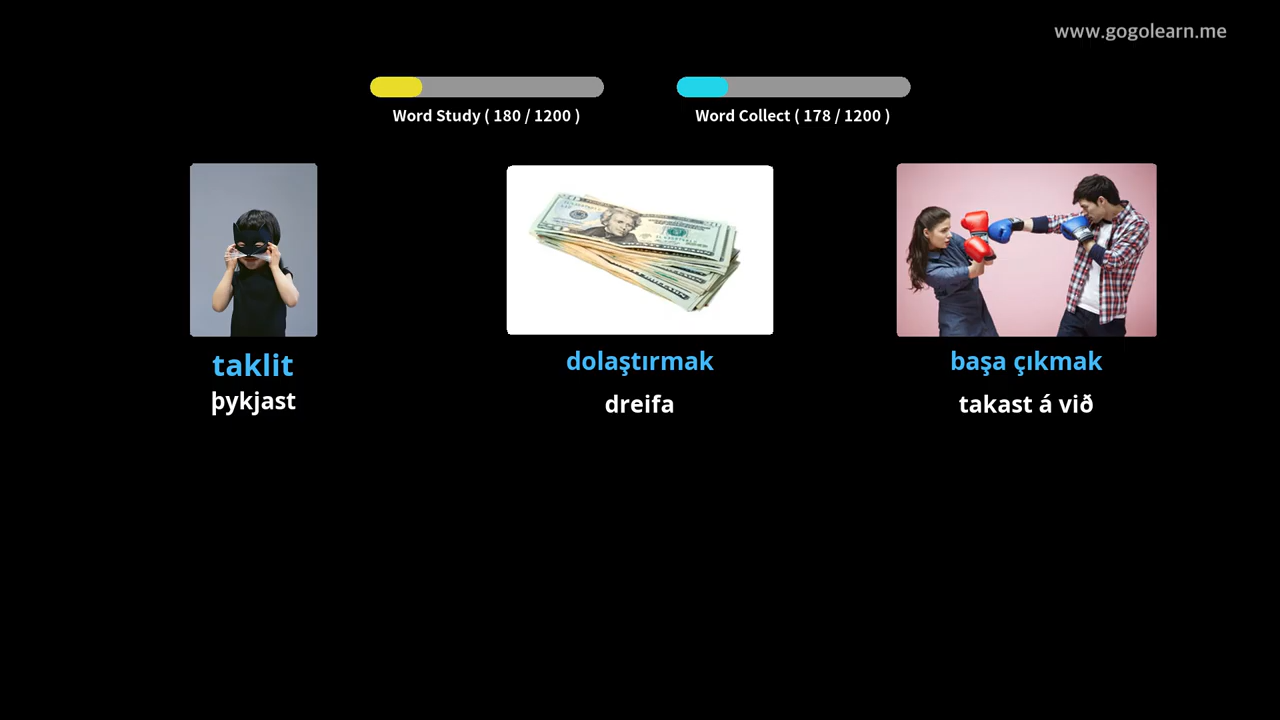 www.gogolearn.me
Word Study ( 180 / 1200 )
Word Collect ( 178 / 1200 )
taklit
þykjast
dolaştırmak
dreifa
başa çıkmak
takast á við